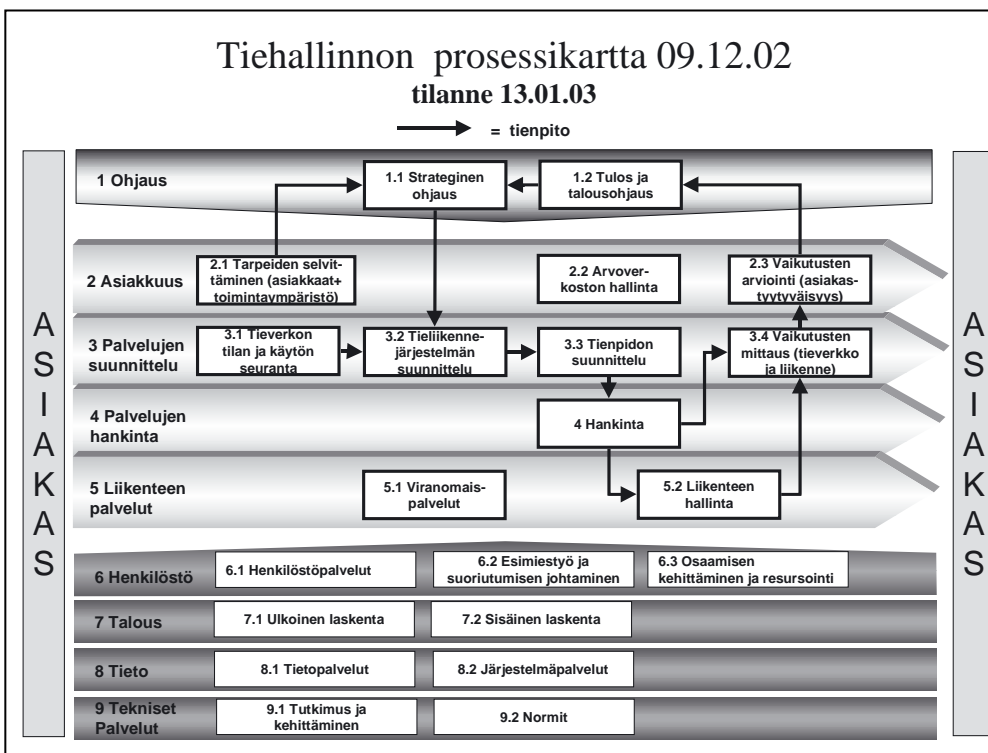 Tiehallinnon prosessikartta 09.12.02
tilanne 13.01.03
= tienpito
ASIAKAS
1 Ohjaus
1.1 Strateginen
ohjaus
1.2 Tulos ja
talousohjaus
2 Asiakkuus
2.1 Tarpeiden selvit-
täminen (asiakkaat+
toimintaympäristö)
2.2 Arvover-
koston hallinta
2.3 Vaikutusten
arviointi (asiakas-
tyytyväisyys)
3 Palvelujen
suunnittelu
3.1 Tieverkon
tilan ja käytön
seuranta
3.2 Tieliikenne-
järjestelmän
suunnittelu
3.3 Tienpidon
suunnittelu
3.4 Vaikutusten
mittaus (tieverkko
ja liikenne)
4 Palvelujen
hankinta
4 Hankinta
5 Liikenteen
palvelut
5.1 Viranomais-
palvelut
5.2 Liikenteen
hallinta
6 Henkilöstö
6.1 Henkilöstöpalvelut
6.2 Esimiestyö ja
suoriutumisen johtaminen
6.3 Osaamisen
kehittäminen ja resursointi
7 Talous
7.1 Ulkoinen laskenta
7.2 Sisäinen laskenta
8 Tieto
8.1 Tietopalvelut
8.2 Järjestelmäpalvelut
9 Tekniset
Palvelut
9.1 Tutkimus ja
kehittäminen
9.2 Normit
ASIAKAS